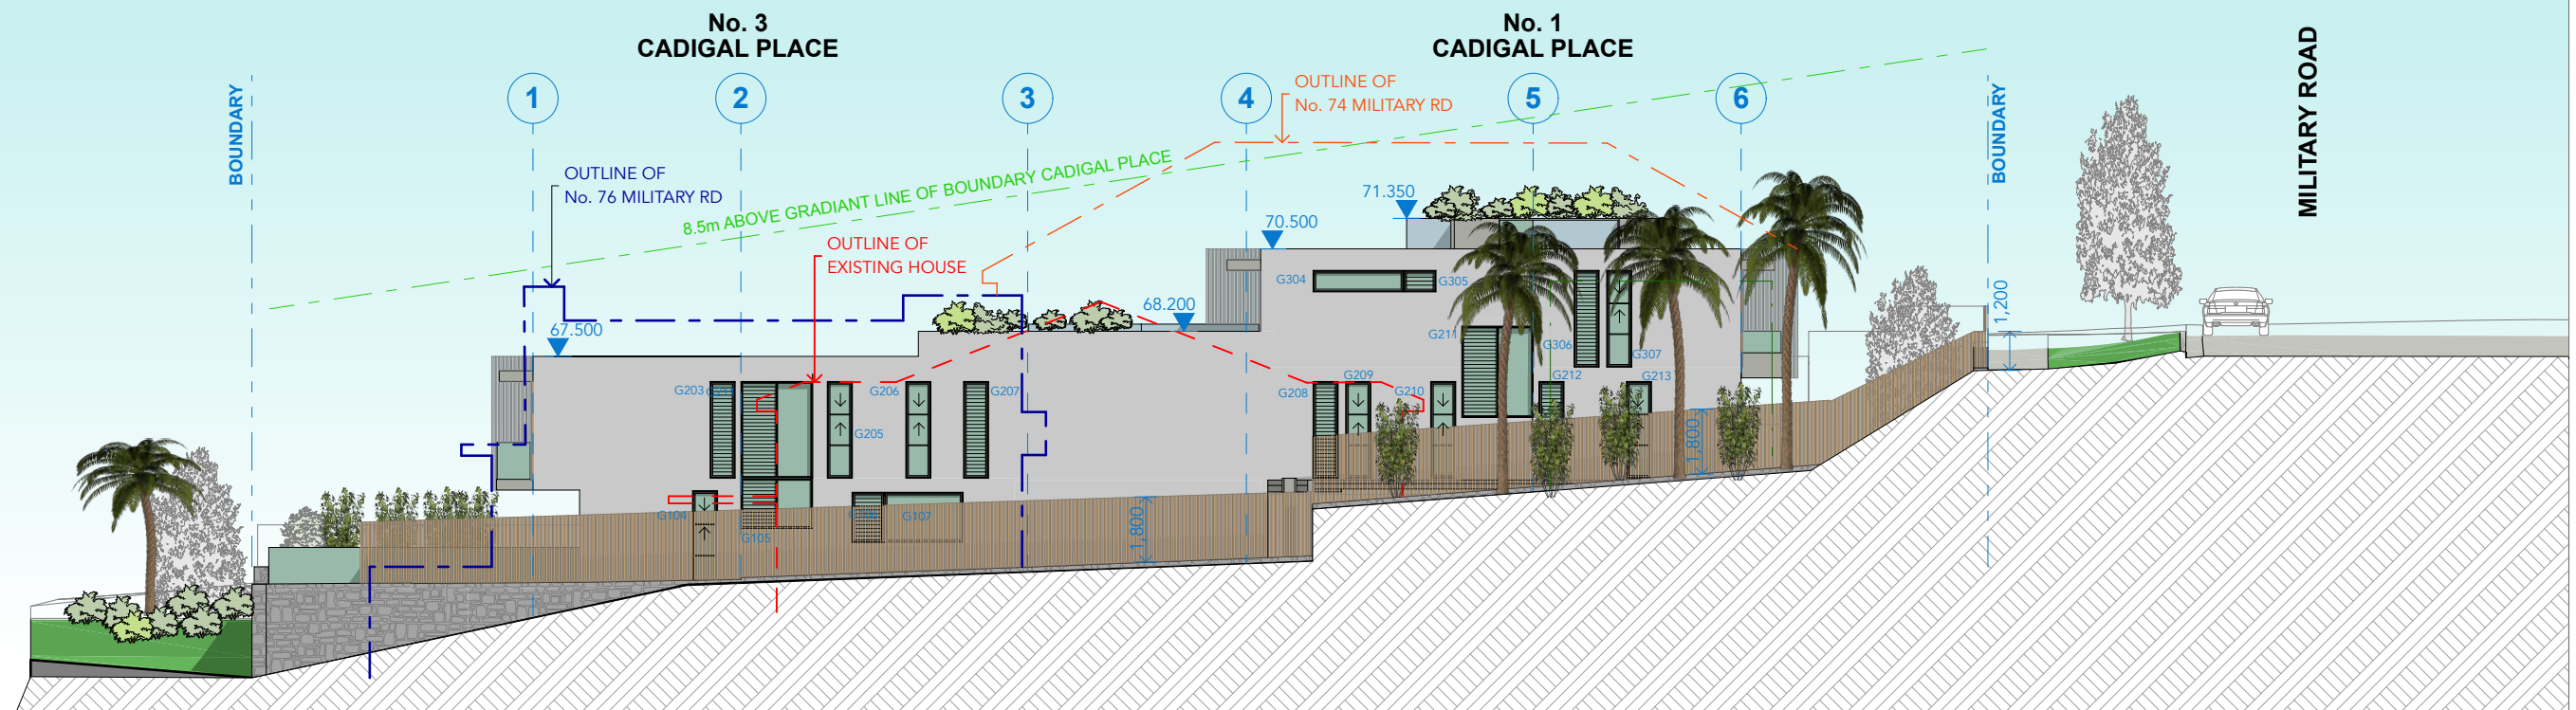 No. 3
CADIGAL PLACE
No. 1
CADIGAL PLACE
MILITARY ROAD
BOUNDARY
1
2
3
4
5
6
BOUNDARY
OUTLINE OF
No. 74 MILITARY RD
OUTLINE OF
No. 76 MILITARY RD
8.5m ABOVE GRADIANT LINE OF BOUNDARY CADIGAL PLACE
OUTLINE OF
EXISTING HOUSE
71.350
70.500
68.200
67.500
1,200
G304
G305
G211
G306
G307
G203
G206
G207
G205
G208
G209
G210
G212
G213
1,800
G104
G105
G107
1,800